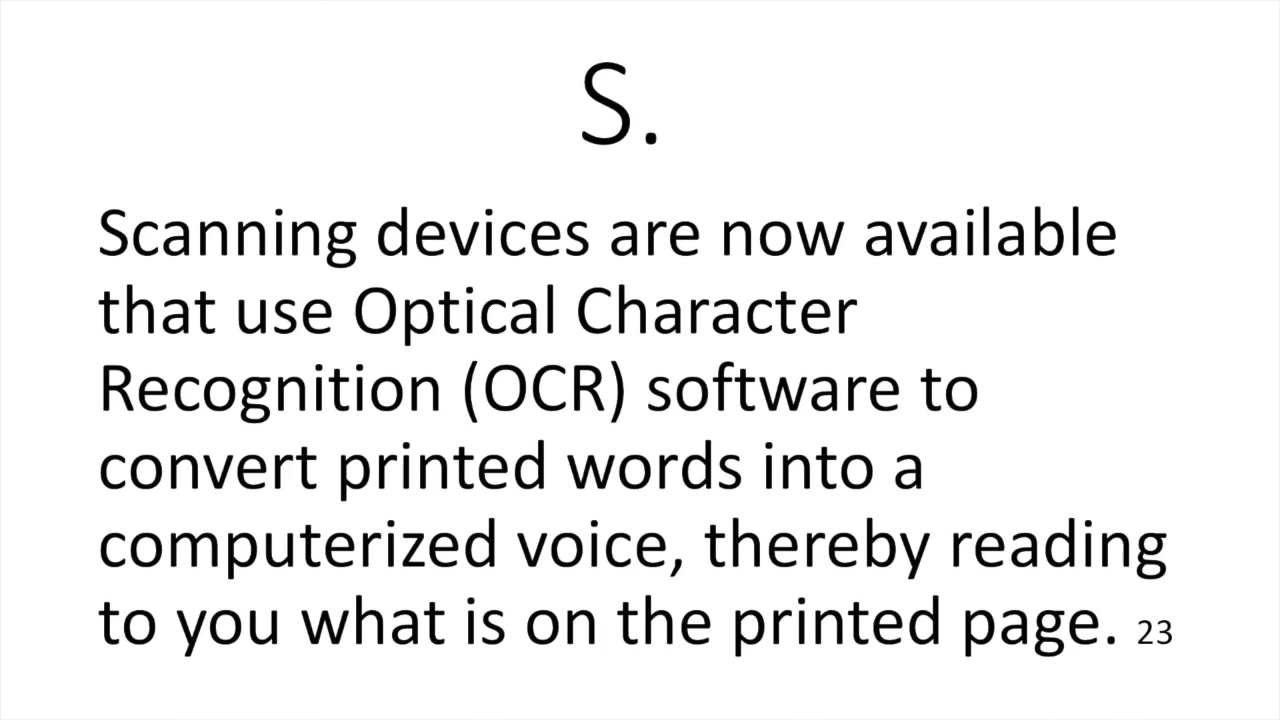 S.
Scanning devices are now available
that use Optical Character
Recognition (OCR) software to
convert printed words into a
computerized voice, thereby reading
to you what is on the printed page. 23